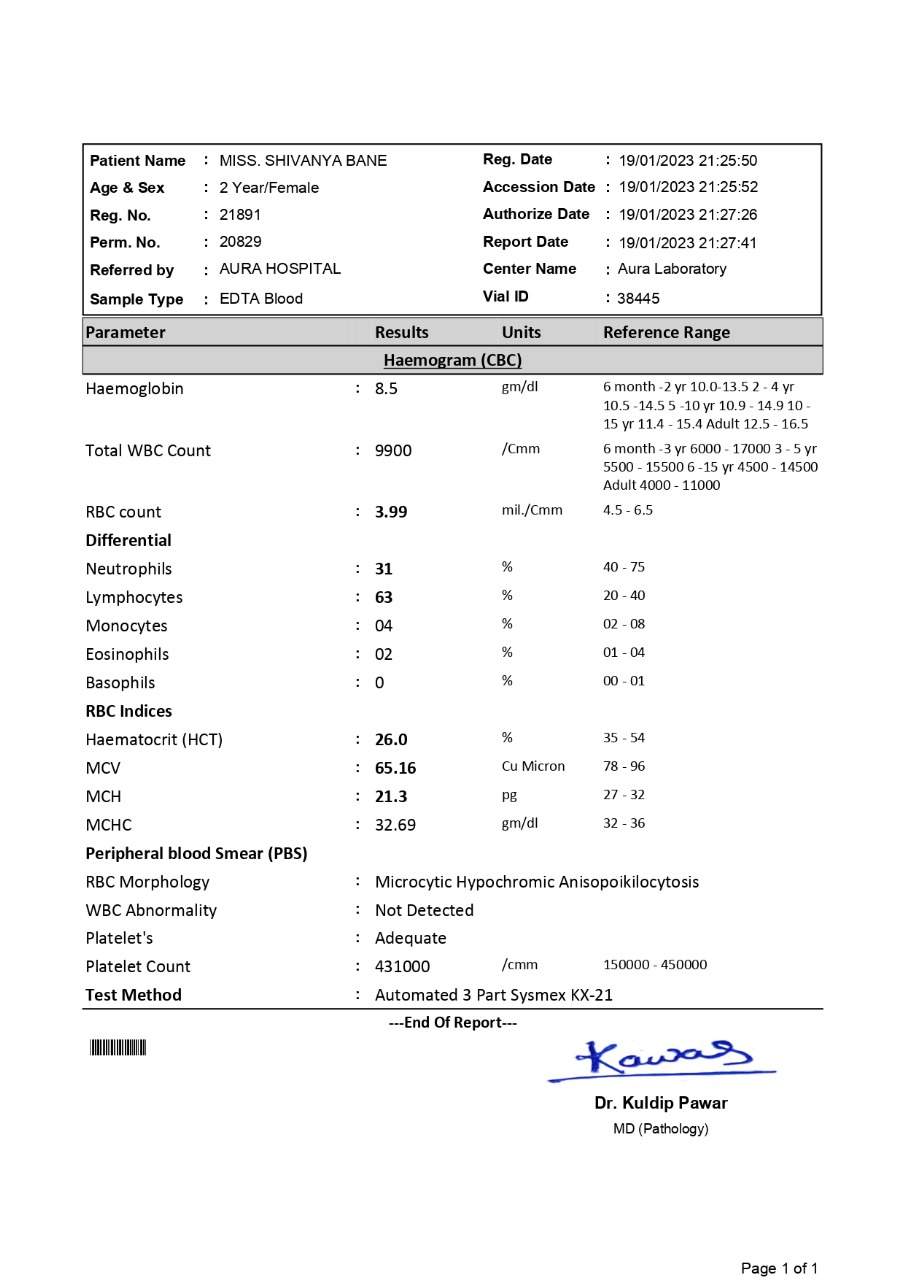 Patient Name : MISS. SHIVANYA BANE Reg. Date : 19/01/2023 21:25:50
Age & Sex : 2 Year/Female Accession Date : 19/01/2023 21:25:52
Reg. No. : 21891 Authorize Date : 19/01/2023 21:27:26
Perm. No. : 20829 Report Date : 19/01/2023 21:27:41
Referred by : AURA HOSPITAL Center Name : Aura Laboratory
Sample Type : EDTA Blood Vial ID : 38445
Parameter Results Units Reference Range
Haemogram (CBC)
Haemoglobin : 8.5 gm/dl 6 month -2 yr 10.0-13.5 2 - 4 yr
10.5 -14.5 5 -10 yr 10.9 - 14.9 10 -
15 yr 11.4 - 15.4 Adult 12.5 - 16.5
Total WBC Count : 9900 /Cmm 6 month -3 yr 6000 - 17000 3 - 5 yr
5500 - 15500 6 -15 yr 4500 - 14500
Adult 4000 - 11000
RBC count : 3.99 mil./Cmm 4.5 - 6.5
Differential
Neutrophils : 31 % 40 - 75
Lymphocytes : 63 % 20 - 40
Monocytes : 04 % 02 - 08
Eosinophils : 02 % 01 - 04
Basophils : 0 % 00 - 01
RBC Indices
Haematocrit (HCT) : 26.0 % 35 - 54
MCV : 65.16 Cu Micron 78 - 96
MCH : 21.3 pg 27 - 32
MCHC : 32.69 gm/dl 32 - 36
Peripheral blood Smear (PBS)
RBC Morphology : Microcytic Hypochromic Anisopoikilocytosis
WBC Abnormality : Not Detected
Platelet's : Adequate
Platelet Count : 431000 /cmm 150000 - 450000
Test Method : Automated 3 Part Sysmex KX-21
---End Of Report---
Dr. Kuldip Pawar
MD (Pathology)
Page 1 of 1